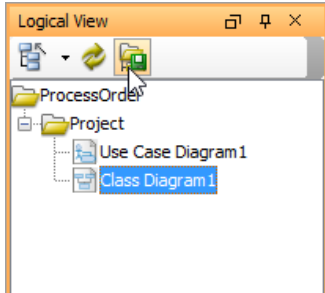 Logical View
ProcessOrder
Project
Use Case Diagram1
Class Diagram1